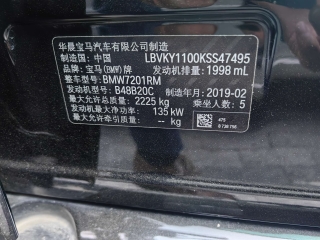 华晨宝马汽车有限公司制造
制造国：中国 LBVKY1100KSS47495
品牌：宝马(BMW)牌 发动机排量：1998 mL
整车型号：BMW7201RM
发动机型号：B48B20C 制造年月：2019-02
最大允许总质量：2225 kg 乘坐人数：5
发动机最大净功率：135 kW
最大允许牵引质量：-- kg